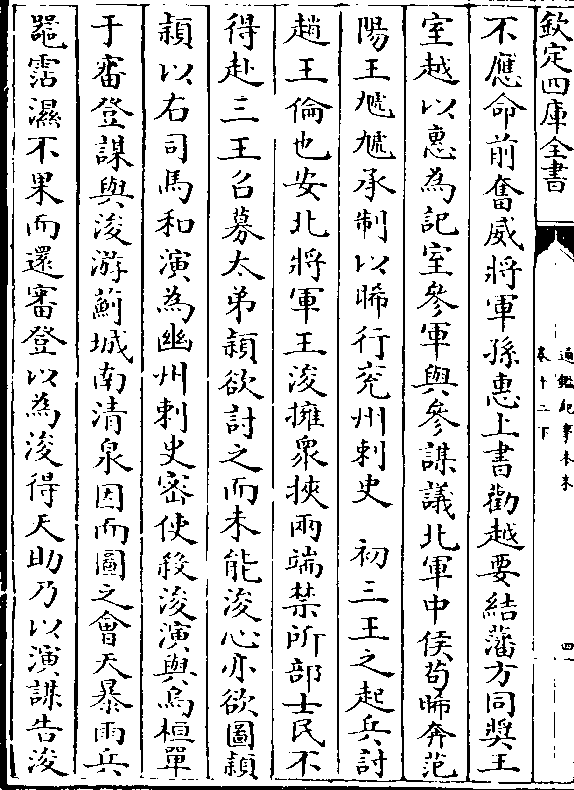 欽定四庫全書
通鑑紀事本末
卷十二下
四
不應命前奮威將軍孫惠上書勸越要結藩方同奬王
室越以惠為記室參軍與參謀議北軍中侯苟晞奔范
陽王虓虓承制以晞行兖州刺史　初三王之起兵討
趙王倫也安北將軍王浚擁衆挾兩端禁所部士民不
得赴三王召募太弟穎欲討之而未能浚心亦欲圖穎
穎以右司馬和演為幽州刺史密使殺浚演與烏桓單
于審登謀與浚游薊城南清泉因而圖之會天暴雨兵
噐霑濕不果而還審登以為浚得天助乃以演謀告浚